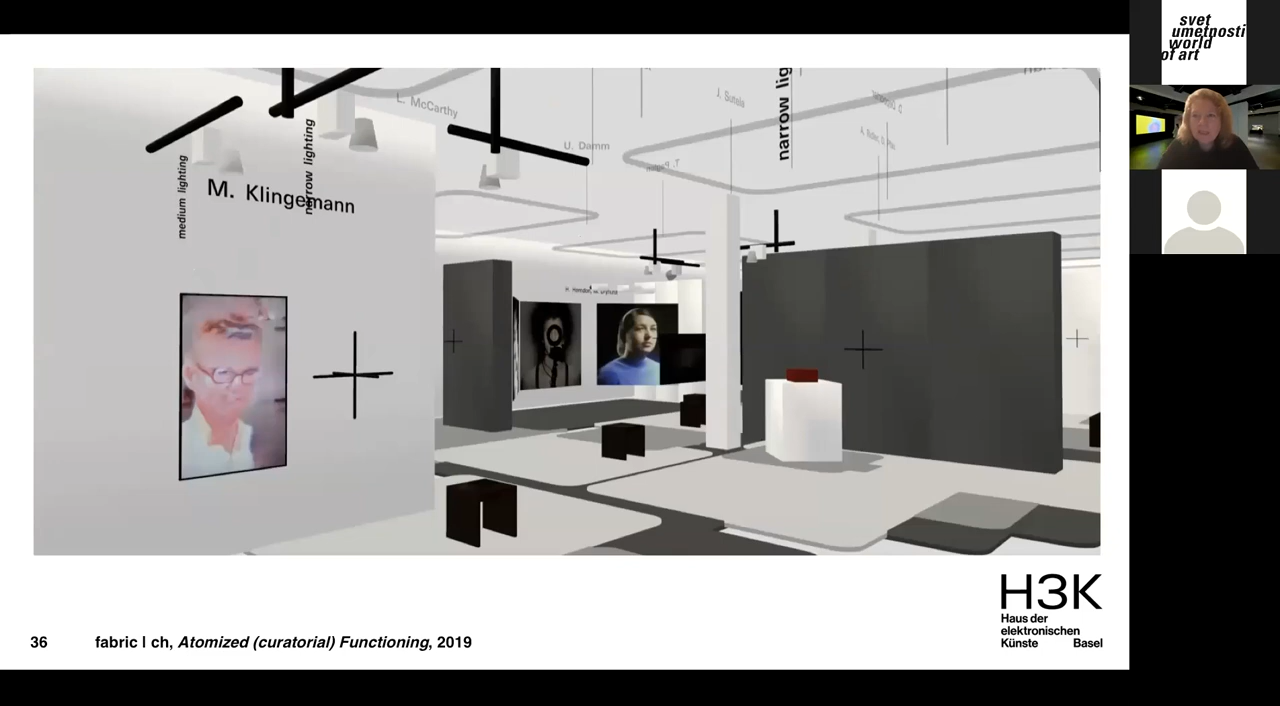 L. McCarthy
U. Damm
J. Sutela
narrow lig
medium lighting
narrow lighting
M. Klingemann
svet
umetnosti
world
of art
36
fabric | ch, Atomized (curatorial) Functioning, 2019
H3K
Haus der
elektronischen
Künste Basel